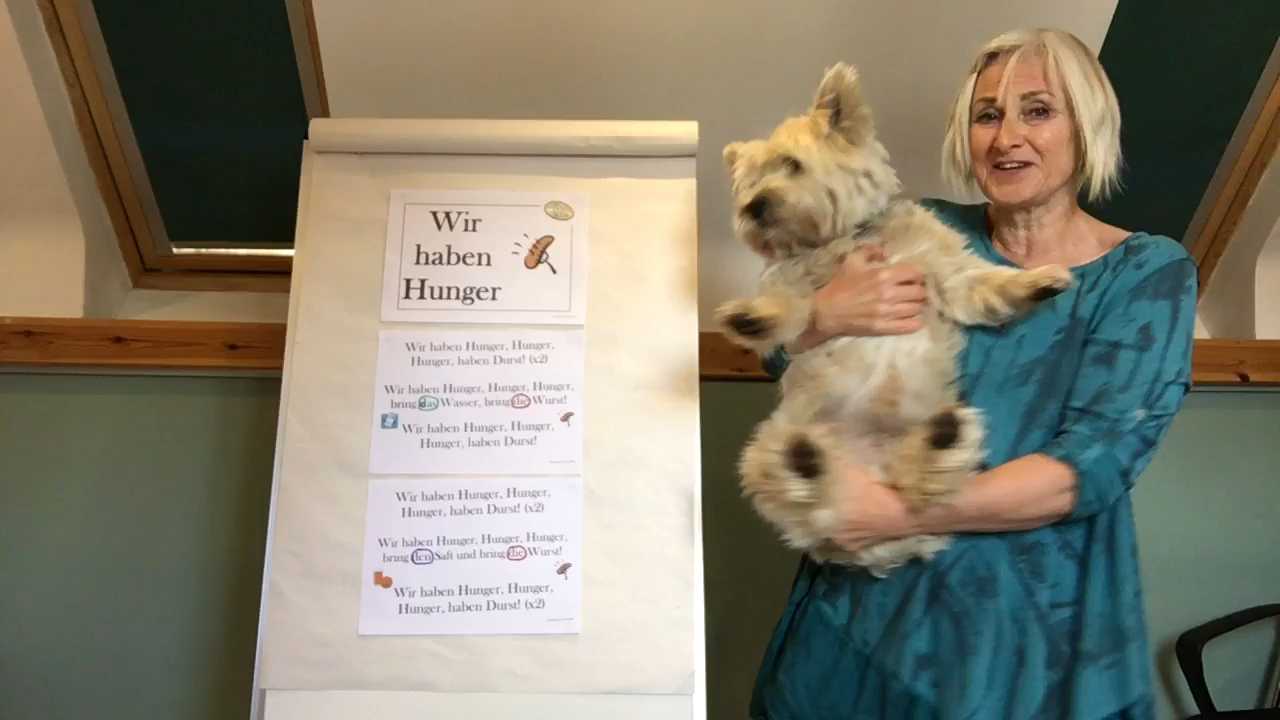 Wir
haben
Hunger
Wir haben Hunger, Hunger,
Hunger, haben Durst! (x2)
Wir haben Hunger, Hunger, Hunger,
bring das Wasser, bring die Wurst!
Wir haben Hunger, Hunger,
Hunger, haben Durst!
Wir haben Hunger, Hunger,
Hunger, haben Durst! (x2)
Wir haben Hunger, Hunger, Hunger,
bring den Saft und bring die Wurst!
Wir haben Hunger, Hunger,
Hunger, haben Durst! (x2)